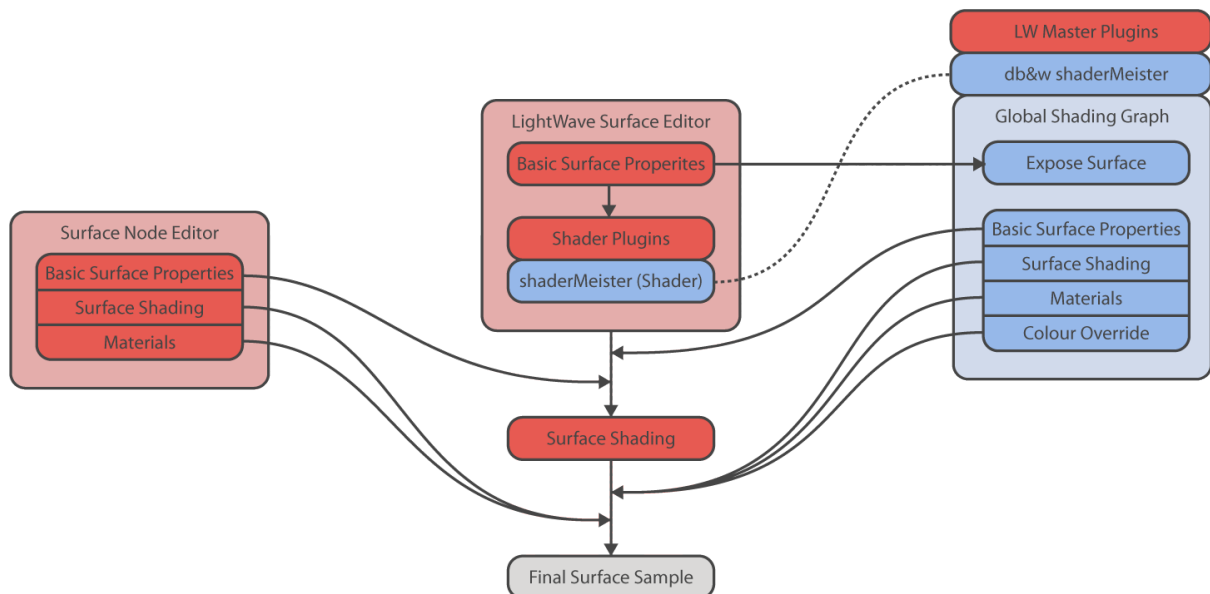 LW Master Plugins
db&w shaderMeister
Global Shading Graph
Expose Surface
Basic Surface Properties
Surface Shading
Materials
Colour Override
LightWave Surface Editor
Basic Surface Properites
Shader Plugins
shaderMeister (Shader)
Surface Node Editor
Basic Surface Properties
Surface Shading
Materials
Surface Shading
Final Surface Sample